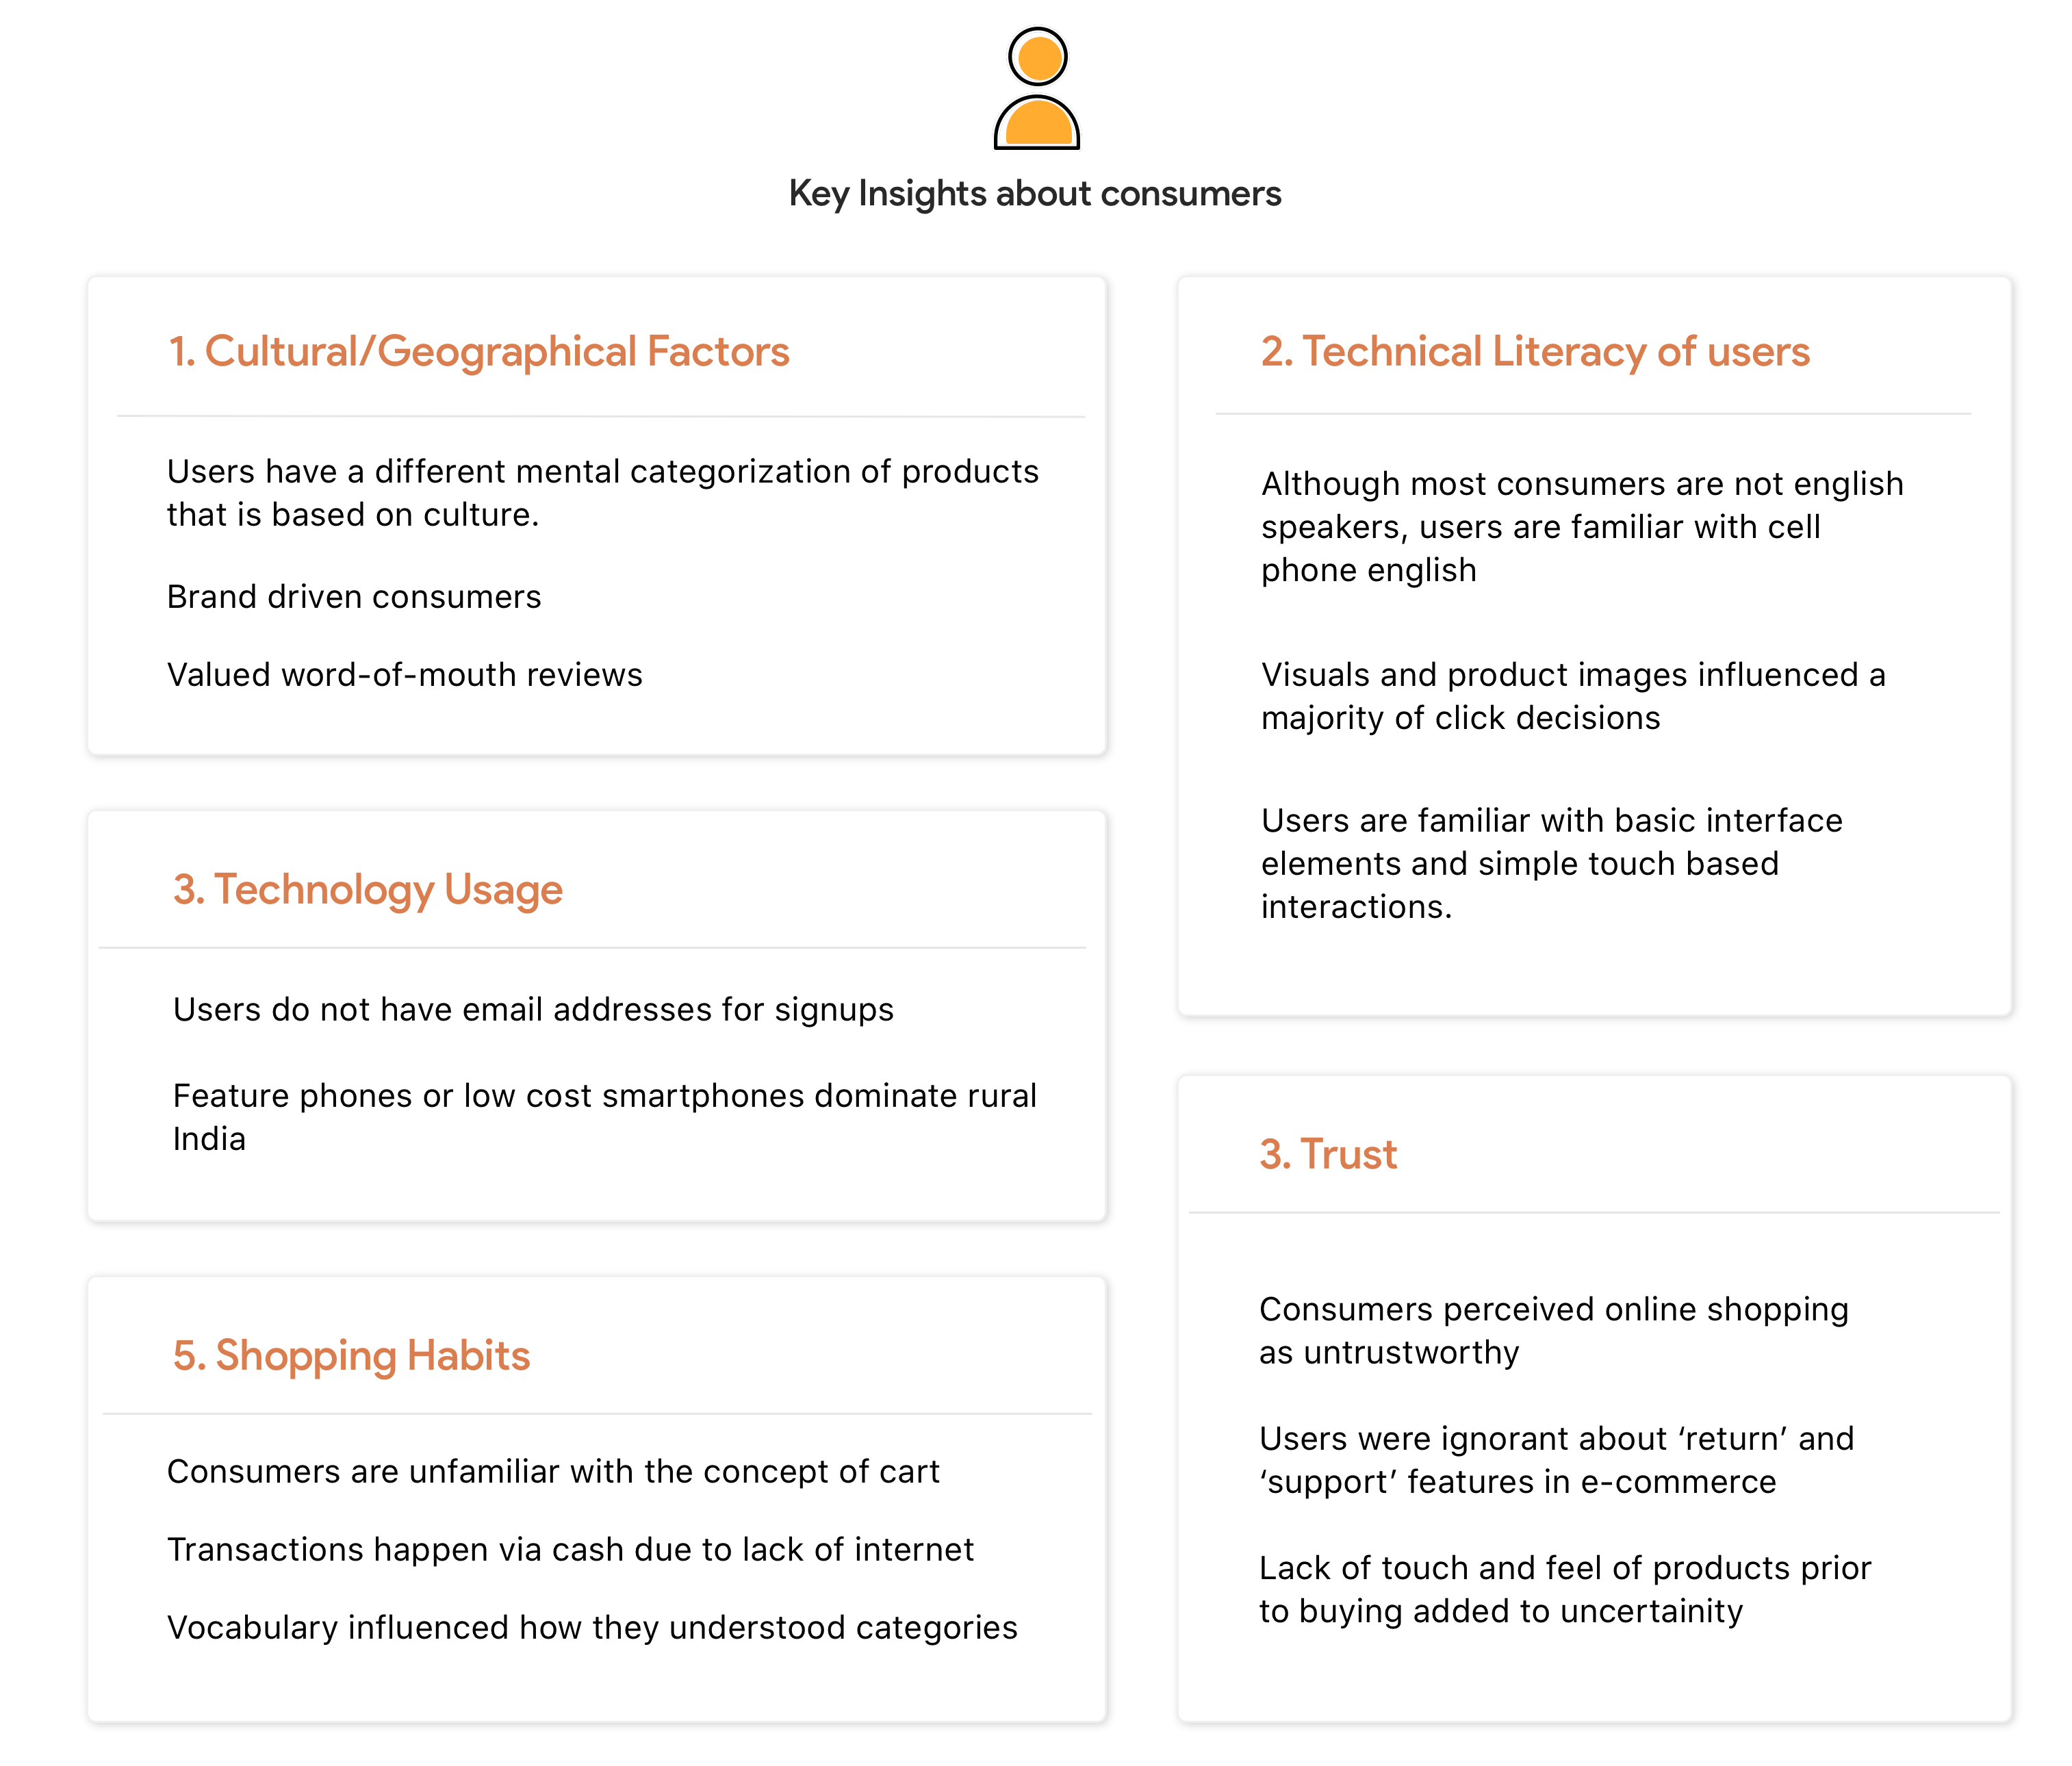 Key Insights about consumers
1. Cultural/Geographical Factors
Users have a different mental categorization of products
that is based on culture.
Brand driven consumers
Valued word-of-mouth reviews
2. Technical Literacy of users
Although most consumers are not english
speakers, users are familiar with cell
phone english
Visuals and product images influenced a
majority of click decisions
Users are familiar with basic interface
elements and simple touch based
interactions.
3. Technology Usage
Users do not have email addresses for signups
Feature phones or low cost smartphones dominate rural
India
3. Trust
Consumers perceived online shopping
as untrustworthy
Users were ignorant about ‘return’ and
‘support’ features in e-commerce
Lack of touch and feel of products prior
to buying added to uncertainity
5. Shopping Habits
Consumers are unfamiliar with the concept of cart
Transactions happen via cash due to lack of internet
Vocabulary influenced how they understood categories